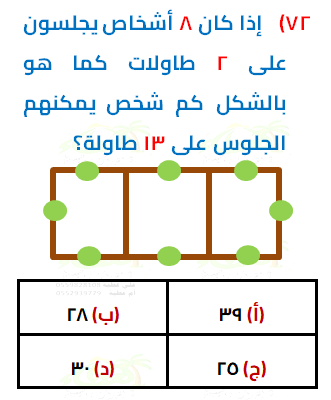 ٧٢) إذا كان ٨ أشخاص يجلسون
على ٢ طاولات كما هو
بالشكل كم شخص يمكنهم
الجلوس على ١٣ طاولة؟
(أ) ٣٩
(ب) ٢٨
(ج) ٢٥
(د) ٣٠